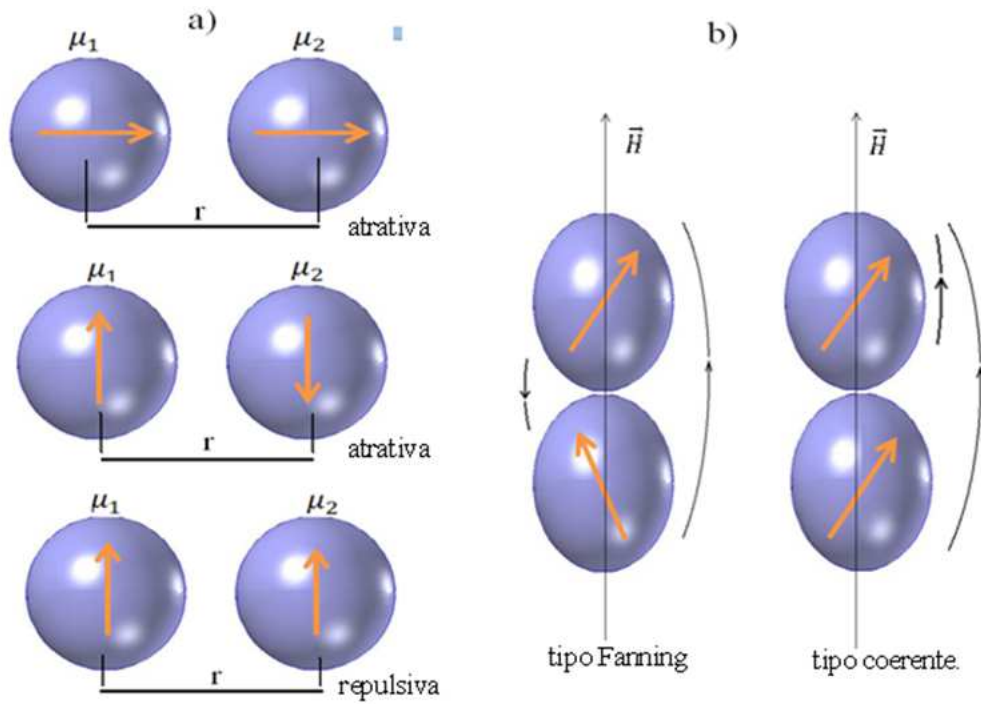 a)
μ₁ μ₂
r
atrativa
μ₁ μ₂
r
atrativa
μ₁ μ₂
r
repulsiva
b)
H⃗ H⃗
tipo Fanning tipo coerente.